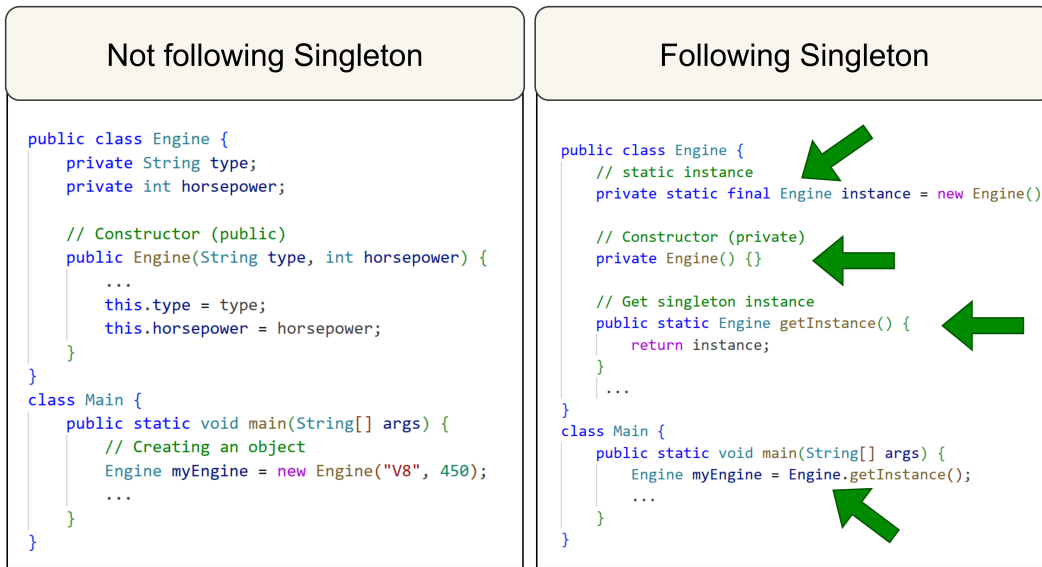 Not following Singleton
public class Engine {
private String type;
private int horsepower;
// Constructor (public)
public Engine(String type, int horsepower) {
...
this.type = type;
this.horsepower = horsepower;
}
}
class Main {
public static void main(String[] args) {
// Creating an object
Engine myEngine = new Engine("V8", 450);
...
}
}
Following Singleton
public class Engine {
// static instance
private static final Engine instance = new Engine()
// Constructor (private)
private Engine() {}
// Get singleton instance
public static Engine getInstance() {
return instance;
}
...
}
class Main {
public static void main(String[] args) {
Engine myEngine = Engine.getInstance();
...
}
}